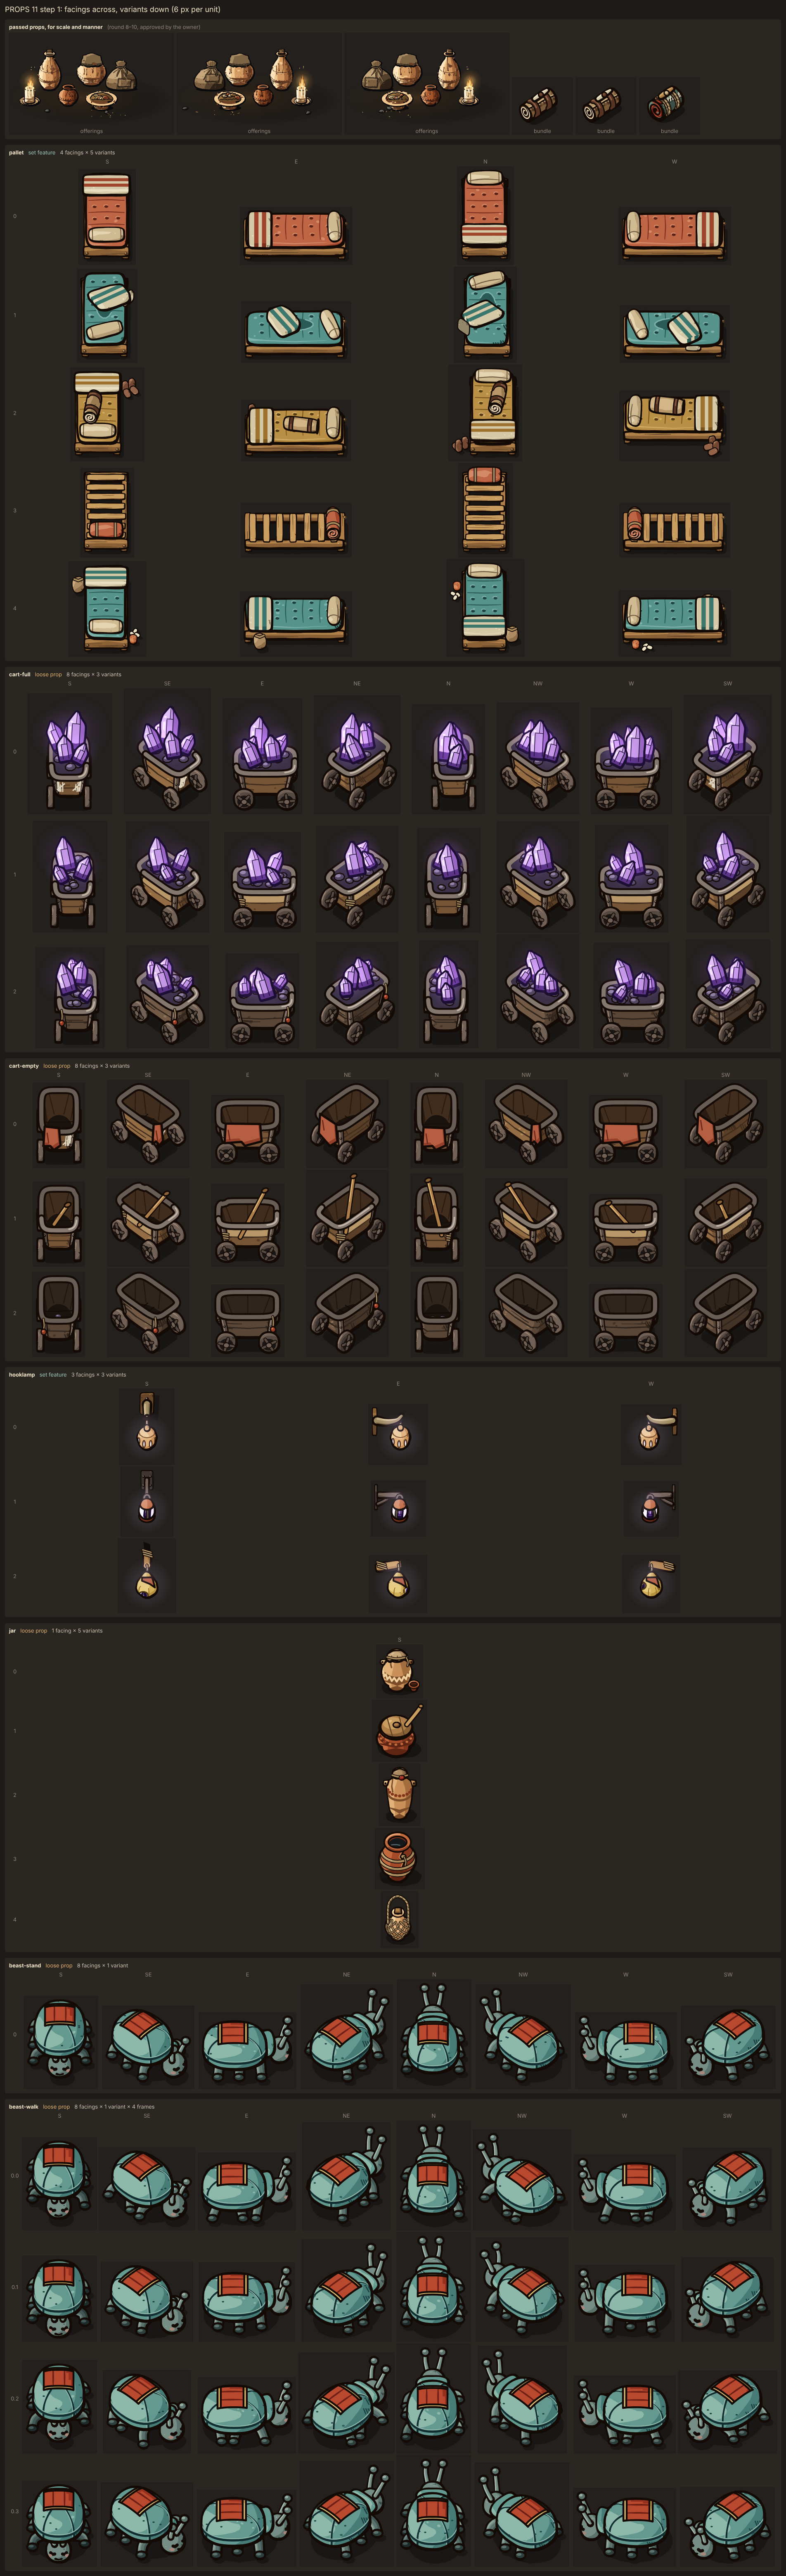 PROPS 11 step 1: facings across, variants down (6 px per unit)
passed props, for scale and manner (round 8–10, approved by the owner)
offerings offerings offerings bundle bundle bundle
pallet set feature 4 facings × 5 variants
S E N W
0
1
2
3
4
cart-full loose prop 8 facings × 3 variants
S SE E NE N NW W SW
0
1
2
cart-empty loose prop 8 facings × 3 variants
S SE E NE N NW W SW
0
1
2
hooklamp set feature 3 facings × 3 variants
S E W
0
1
2
jar loose prop 1 facing × 5 variants
S
0
1
2
3
4
beast-stand loose prop 8 facings × 1 variant
S SE E NE N NW W SW
0
beast-walk loose prop 8 facings × 1 variant × 4 frames
S SE E NE N NW W SW
0.0
0.1
0.2
0.3